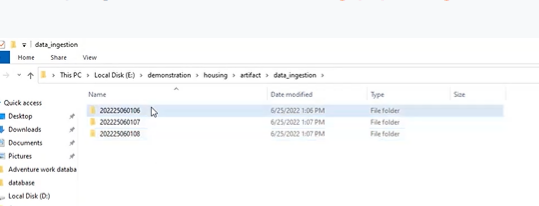 data_ingestion
Home Share View
This PC Local Disk (E:) demonstration housing artifact data_ingestion
Name Date modified Type Size
Quick access
Desktop
Downloads
Documents
Pictures
Adventure work databa
database
Local Disk (D:)
202225060106 6/25/2022 1:06 PM File folder
202225060107 6/25/2022 1:07 PM File folder
202225060108 6/25/2022 1:07 PM File folder